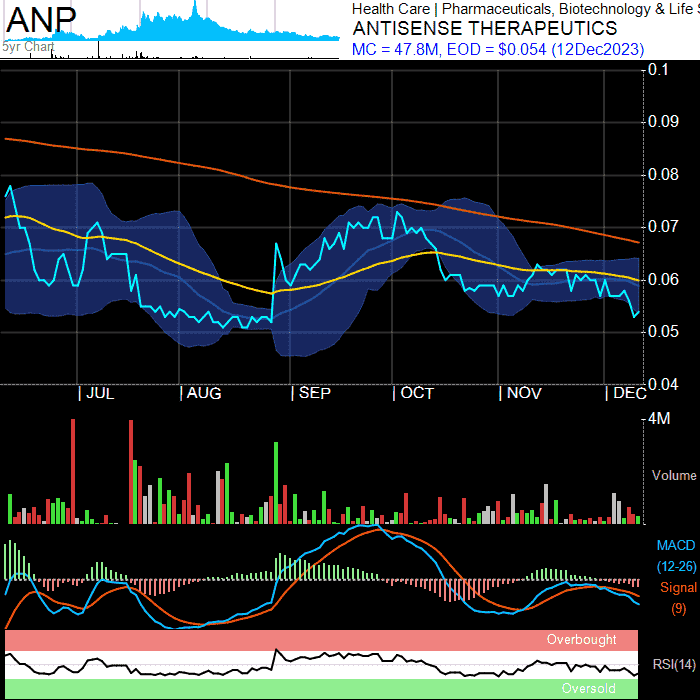 ANP
5yr Chart
Health Care | Pharmaceuticals, Biotechnology & Life S
ANTISENSE THERAPEUTICS
MC = 47.8M, EOD = $0.054 (12Dec2023)
0.1
0.09
0.08
0.07
0.06
0.05
0.04
| JUL | AUG | SEP | OCT | NOV | DEC
4M
Volume
MACD
(12-26)
Signal
(9)
Overbought
RSI(14)
Oversold